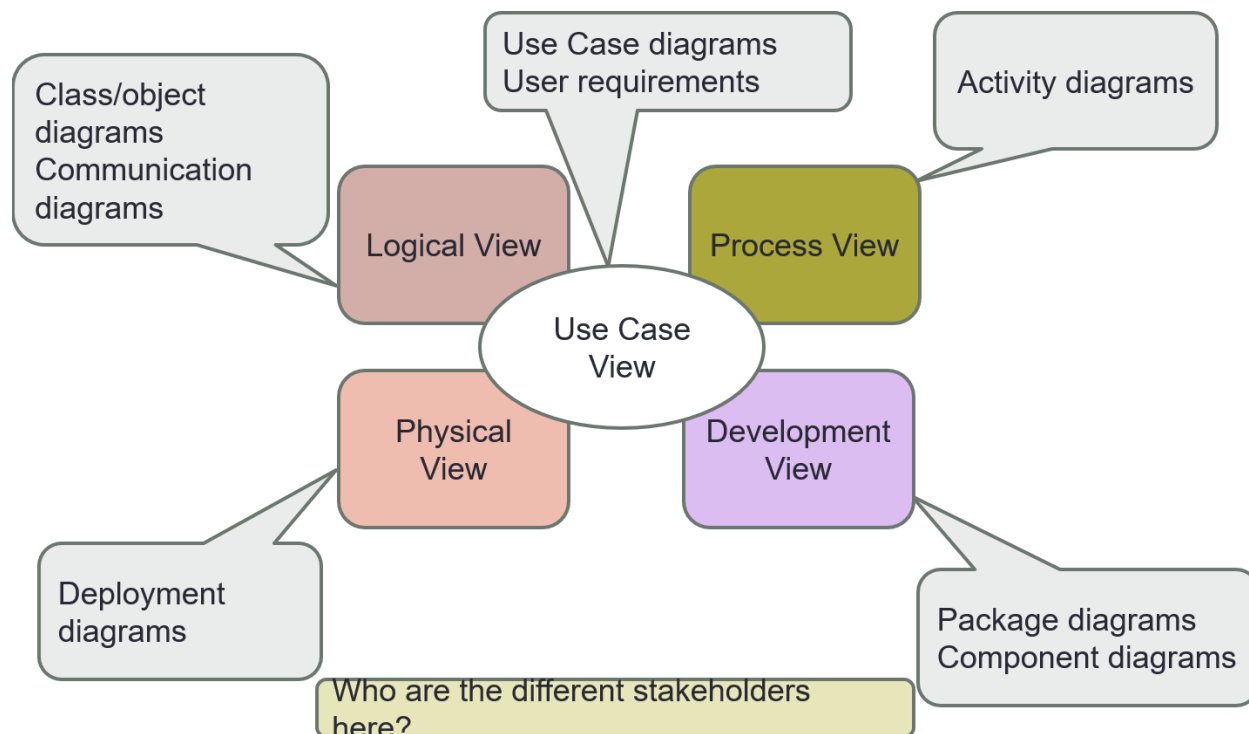 Use Case diagrams
User requirements
Activity diagrams
Class/object
diagrams
Communication
diagrams
Logical View
Process View
Use Case
View
Physical
View
Development
View
Deployment
diagrams
Package diagrams
Component diagrams
Who are the different stakeholders
here?